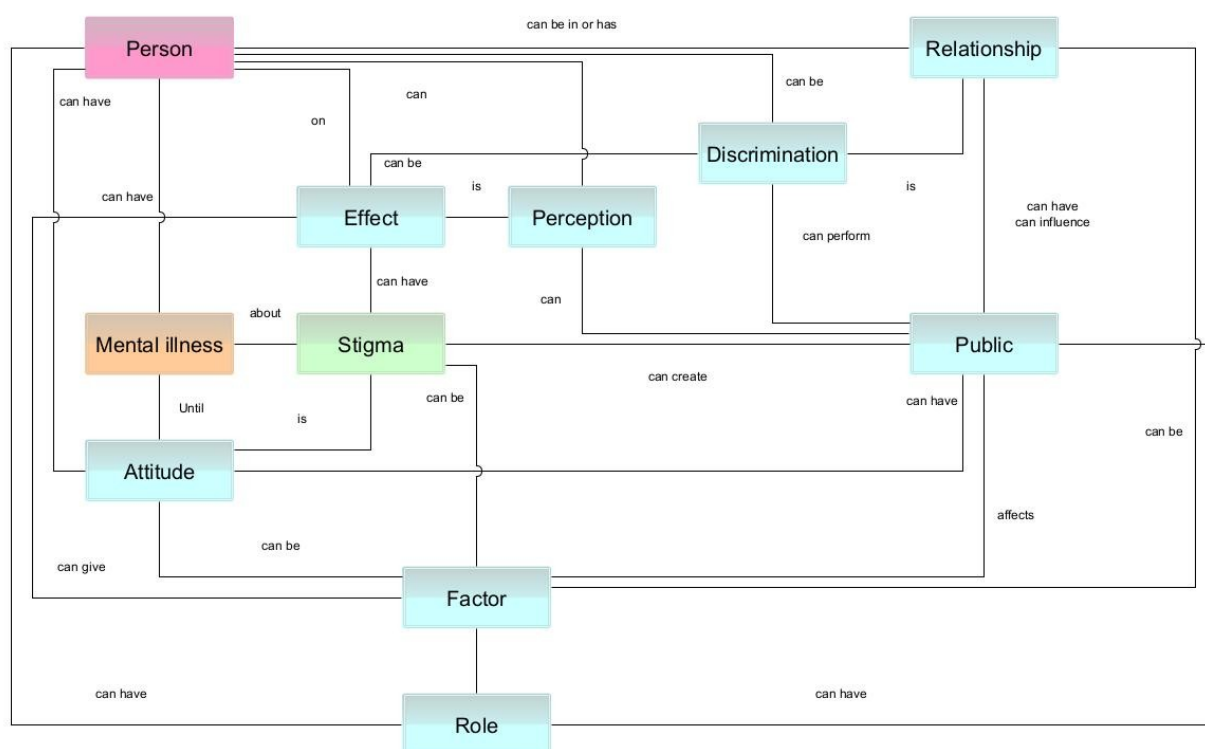 can be in or has
Person
Relationship
can be
can have
can
on
Discrimination
can be
is
is
can have
Effect
Perception
can have
can influence
can perform
can have
can
about
Mental illness
Stigma
Public
can create
can be
can have
Until
is
can be
Attitude
affects
can be
can give
Factor
can have
can have
Role